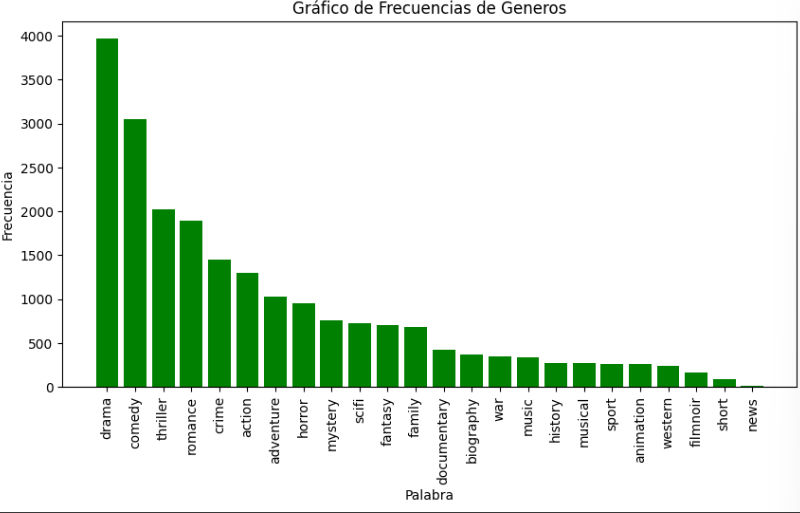 Gráfico de Frecuencias de Generos
Frecuencia
4000
3500
3000
2500
2000
1500
1000
500
0
drama
comedy
thriller
romance
crime
action
adventure
horror
mystery
scifi
fantasy
family
documentary
biography
war
music
history
musical
sport
animation
western
filmnoir
short
news
Palabra